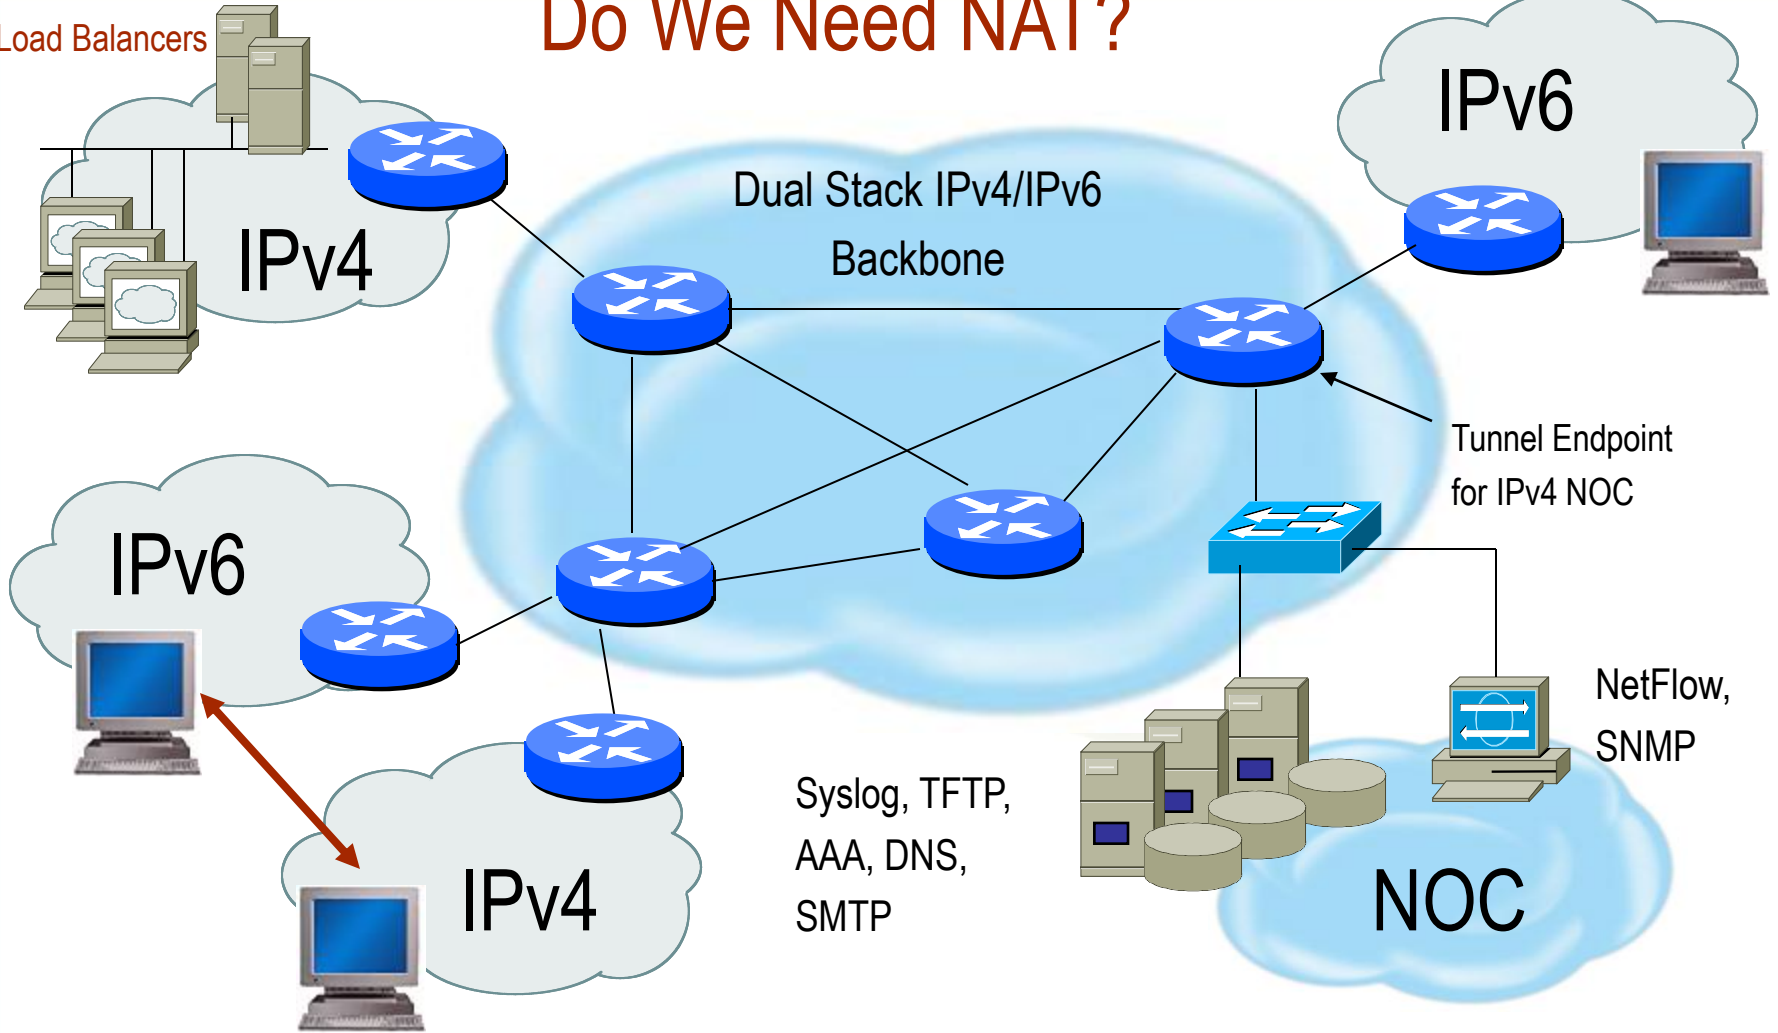 Do We Need NAT?
Load Balancers
IPv6
Dual Stack IPv4/IPv6
Backbone
IPv4
Tunnel Endpoint
for IPv4 NOC
IPv6
NetFlow,
SNMP
Syslog, TFTP,
AAA, DNS,
SMTP
IPv4
NOC